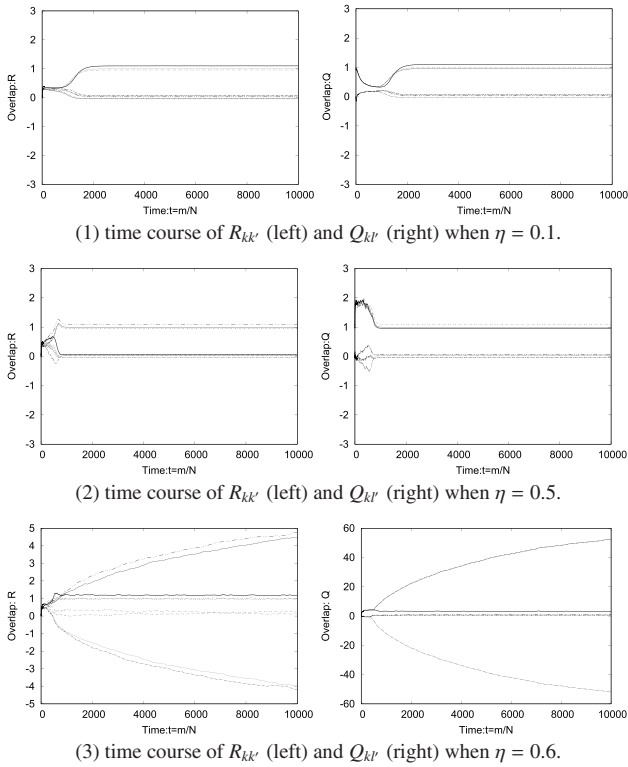 3
2
1
0
-1
-2
-3
Overlap:R
0 2000 4000 6000 8000 10000
Time:t=m/N
3
2
1
0
-1
-2
-3
Overlap:Q
0 2000 4000 6000 8000 10000
Time:t=m/N
(1) time course of R_{kk′} (left) and Q_{kl′} (right) when η = 0.1.
3
2
1
0
-1
-2
-3
Overlap:R
0 2000 4000 6000 8000 10000
Time:t=m/N
3
2
1
0
-1
-2
-3
Overlap:Q
0 2000 4000 6000 8000 10000
Time:t=m/N
(2) time course of R_{kk′} (left) and Q_{kl′} (right) when η = 0.5.
5
4
3
2
1
0
-1
-2
-3
-4
-5
Overlap: R
0 2000 4000 6000 8000 10000
Time:t=m/N
60
40
20
0
-20
-40
-60
Overlap: Q
0 2000 4000 6000 8000 10000
Time:t=m/N
(3) time course of R_{kk′} (left) and Q_{kl′} (right) when η = 0.6.